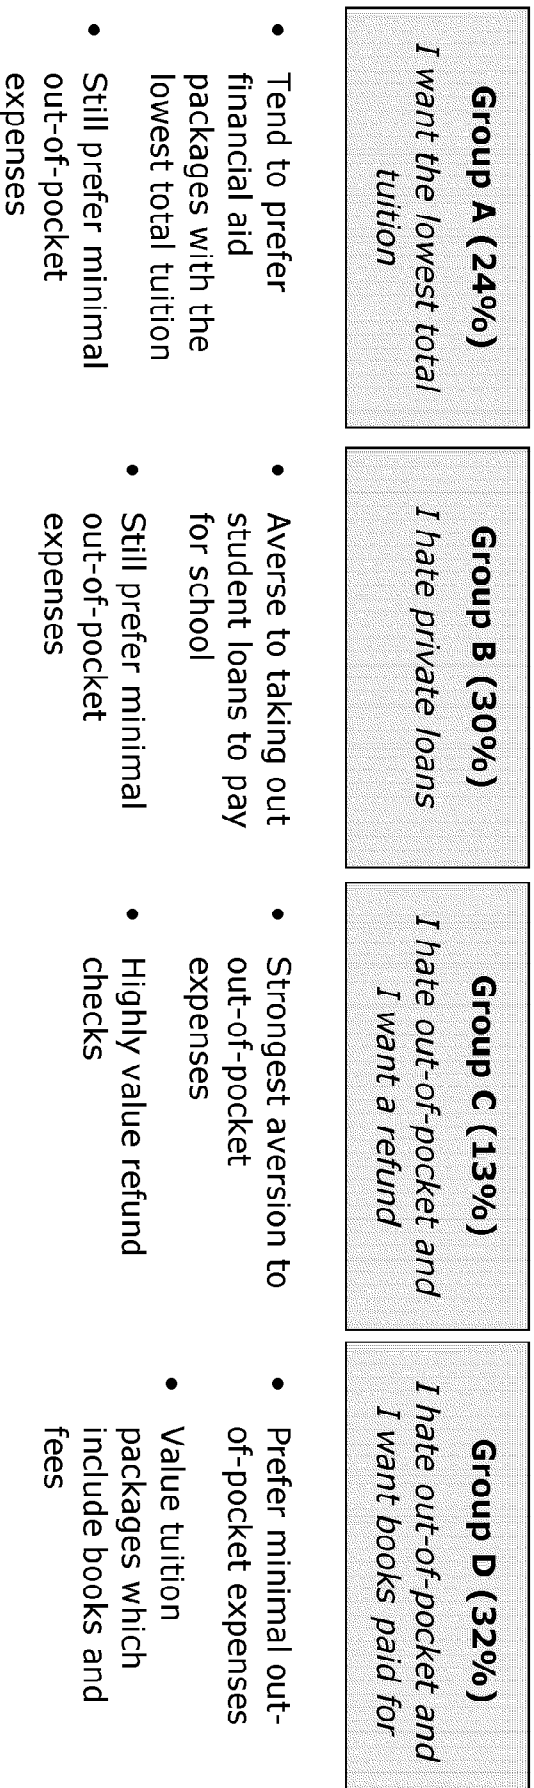 Group A (24%)
I want the lowest total
tuition
• Tend to prefer
financial aid
packages with the
lowest total tuition
• Still prefer minimal
out-of-pocket
expenses
Group B (30%)
I hate private loans
• Averse to taking out
student loans to pay
for school
• Still prefer minimal
out-of-pocket
expenses
Group C (13%)
I hate out-of-pocket and
I want a refund
• Strongest aversion to
out-of-pocket
expenses
• Highly value refund
checks
Group D (32%)
I hate out-of-pocket and
I want books paid for
• Prefer minimal out-
of-pocket expenses
• Value tuition
packages which
include books and
fees